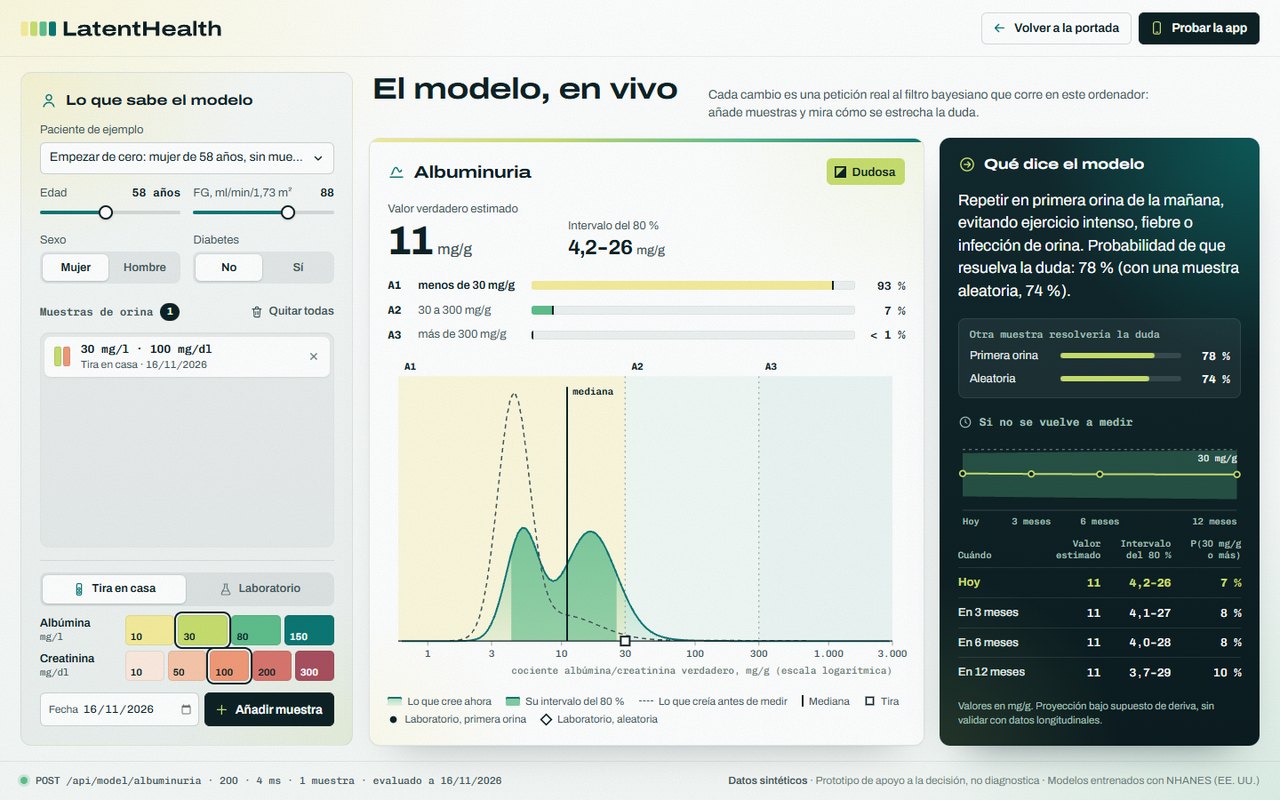 LatentHealth
Volver a la portada
Probar la app
Lo que sabe el modelo
Paciente de ejemplo
Empezar de cero: mujer de 58 años, sin mue...
Edad 58 años
FG, ml/min/1,73 m² 88
Sexo
Mujer Hombre
Diabetes
No Sí
Muestras de orina 1
Quitar todas
30 mg/l · 100 mg/dl
Tira en casa · 16/11/2026
Tira en casa
Laboratorio
Albúmina
mg/l
10 30 80 150
Creatinina
mg/dl
10 50 100 200 300
Fecha 16/11/2026
Añadir muestra
El modelo, en vivo
Cada cambio es una petición real al filtro bayesiano que corre en este ordenador:
añade muestras y mira cómo se estrecha la duda.
Albuminuria
Dudosa
Valor verdadero estimado
11 mg/g
Intervalo del 80 %
4,2–26 mg/g
A1 menos de 30 mg/g 93 %
A2 30 a 300 mg/g 7 %
A3 más de 300 mg/g < 1 %
A1 A2 A3
mediana
1 3 10 30 100 300 1.000 3.000
cociente albúmina/creatinina verdadero, mg/g (escala logarítmica)
Lo que cree ahora
Su intervalo del 80 %
Lo que creía antes de medir
Mediana
Tira
Laboratorio, primera orina
Laboratorio, aleatoria
Qué dice el modelo
Repetir en primera orina de la mañana,
evitando ejercicio intenso, fiebre o
infección de orina. Probabilidad de que
resuelva la duda: 78 % (con una muestra
aleatoria, 74 %).
Otra muestra resolvería la duda
Primera orina 78 %
Aleatoria 74 %
Si no se vuelve a medir
30 mg/g
Hoy 3 meses 6 meses 12 meses
Cuándo
Valor
estimado
Intervalo
del 80 %
P(30 mg/g
o más)
Hoy 11 4,2–26 7 %
En 3 meses 11 4,1–27 8 %
En 6 meses 11 4,0–28 8 %
En 12 meses 11 3,7–29 10 %
Valores en mg/g. Proyección bajo supuesto de deriva, sin
validar con datos longitudinales.
POST /api/model/albuminuria · 200 · 4 ms · 1 muestra · evaluado a 16/11/2026
Datos sintéticos · Prototipo de apoyo a la decisión, no diagnostica · Modelos entrenados con NHANES (EE. UU.)